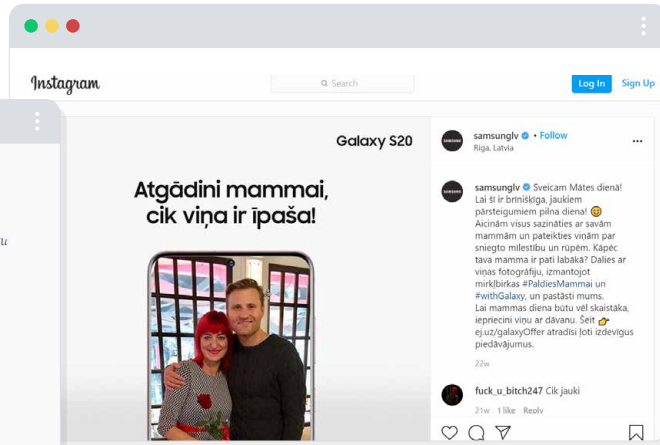 Instagram
Search
Log In
Sign Up
u
Galaxy S20
Atgādini mammai,
cik viņa ir īpaša!
SAMSUNG
samsunglv • Follow
Riga, Latvia
SAMSUNG
samsunglv Sveicam Mātes dienā!
Lai šī ir brīnišķīga, jaukiem
pārsteigumiem pilna diena! 😊
Aicinām visus sazināties ar savām
mammām un pateikties viņām par
sniegto mīlestību un rūpēm. Kāpēc
tava mamma ir pati labākā? Dalies ar
viņas fotogrāfiju, izmantojot
mirkļbirkas #PaldiesMammai un
#withGalaxy, un pastāsti mums.
Lai mammas diena būtu vēl skaistāka,
iepriecini viņu ar dāvanu. Šeit 👉
ej.uz/galaxyOffer atradīsi ļoti izdevīgus
piedāvājumus.
22w
fuck_u_bitch247 Cik jauki
21w 1 like Reply